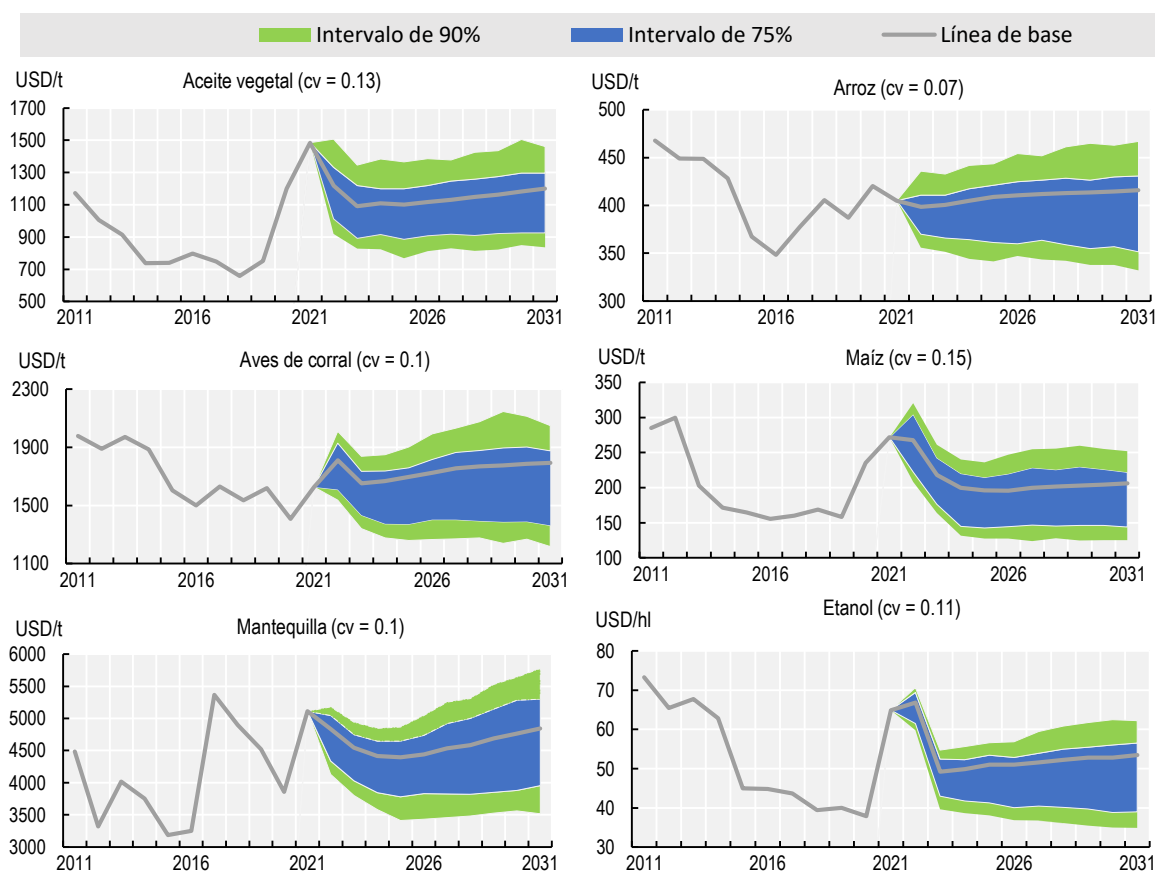 Intervalo de 90% Intervalo de 75% Línea de base
USD/t
Aceite vegetal (cv = 0.13)
1700
1500
1300
1100
900
700
500
2011 2016 2021 2026 2031
USD/t
Arroz (cv = 0.07)
500
450
400
350
300
2011 2016 2021 2026 2031
USD/t
Aves de corral (cv = 0.1)
2300
1900
1500
1100
2011 2016 2021 2026 2031
USD/t
Maíz (cv = 0.15)
350
300
250
200
150
100
2011 2016 2021 2026 2031
USD/t
Mantequilla (cv = 0.1)
6000
5500
5000
4500
4000
3500
3000
2011 2016 2021 2026 2031
USD/hl
Etanol (cv = 0.11)
80
70
60
50
40
30
2011 2016 2021 2026 2031